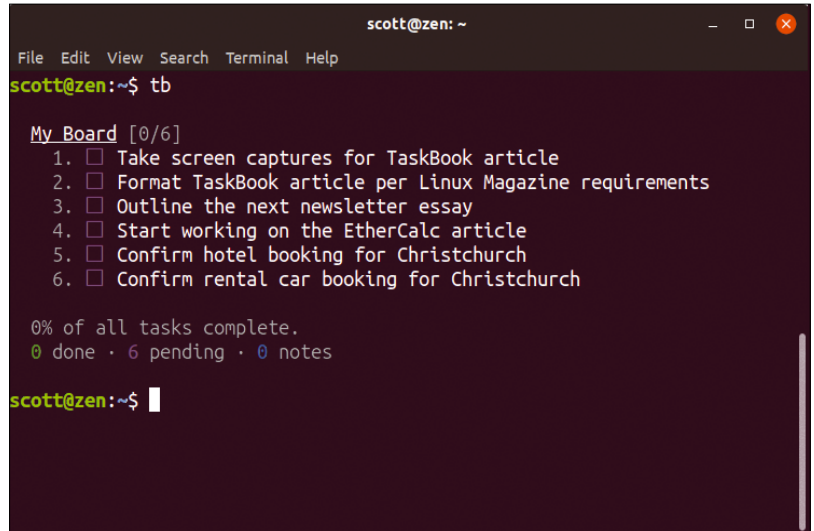 scott@zen: ~
File Edit View Search Terminal Help
scott@zen:~$ tb
My Board [0/6]
1. ☐ Take screen captures for TaskBook article
2. ☐ Format TaskBook article per Linux Magazine requirements
3. ☐ Outline the next newsletter essay
4. ☐ Start working on the EtherCalc article
5. ☐ Confirm hotel booking for Christchurch
6. ☐ Confirm rental car booking for Christchurch
0% of all tasks complete.
0 done · 6 pending · 0 notes
scott@zen:~$